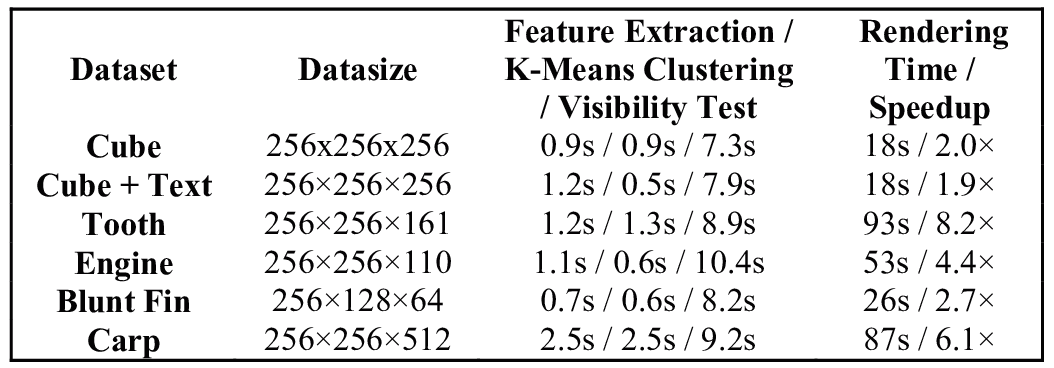 Dataset Datasize Feature Extraction / K-Means Clustering / Visibility Test Rendering Time / Speedup
Cube 256x256x256 0.9s / 0.9s / 7.3s 18s / 2.0×
Cube + Text 256×256×256 1.2s / 0.5s / 7.9s 18s / 1.9×
Tooth 256×256×161 1.2s / 1.3s / 8.9s 93s / 8.2×
Engine 256×256×110 1.1s / 0.6s / 10.4s 53s / 4.4×
Blunt Fin 256×128×64 0.7s / 0.6s / 8.2s 26s / 2.7×
Carp 256×256×512 2.5s / 2.5s / 9.2s 87s / 6.1×